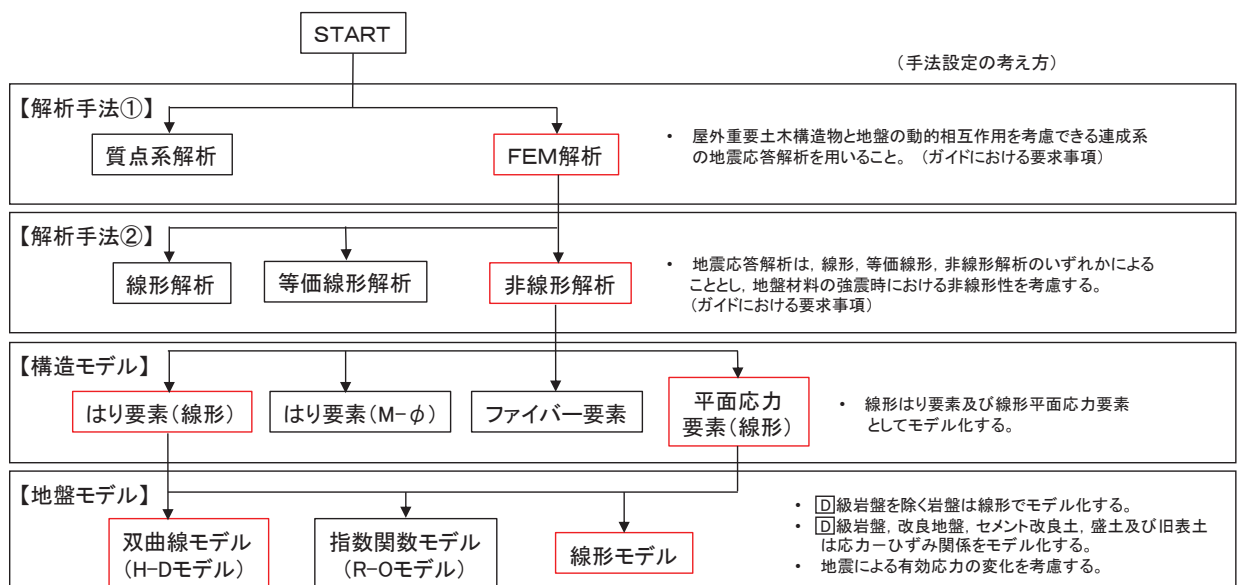 START
(手法設定の考え方)
【解析手法①】
質点系解析
FEM解析
・ 屋外重要土木構造物と地盤の動的相互作用を考慮できる連成系
の地震応答解析を用いること。 (ガイドにおける要求事項)
【解析手法②】
線形解析
等価線形解析
非線形解析
・ 地震応答解析は，線形，等価線形，非線形解析のいずれかによる
こととし，地盤材料の強震時における非線形性を考慮する。
(ガイドにおける要求事項)
【構造モデル】
はり要素(線形)
はり要素(M-φ)
ファイバー要素
平面応力
要素(線形)
・ 線形はり要素及び線形平面応力要素
としてモデル化する。
【地盤モデル】
双曲線モデル
(H-Dモデル)
指数関数モデル
(R-Oモデル)
線形モデル
・ D級岩盤を除く岩盤は線形でモデル化する。
・ D級岩盤，改良地盤，セメント改良土，盛土及び旧表土
は応力ーひずみ関係をモデル化する。
・ 地震による有効応力の変化を考慮する。